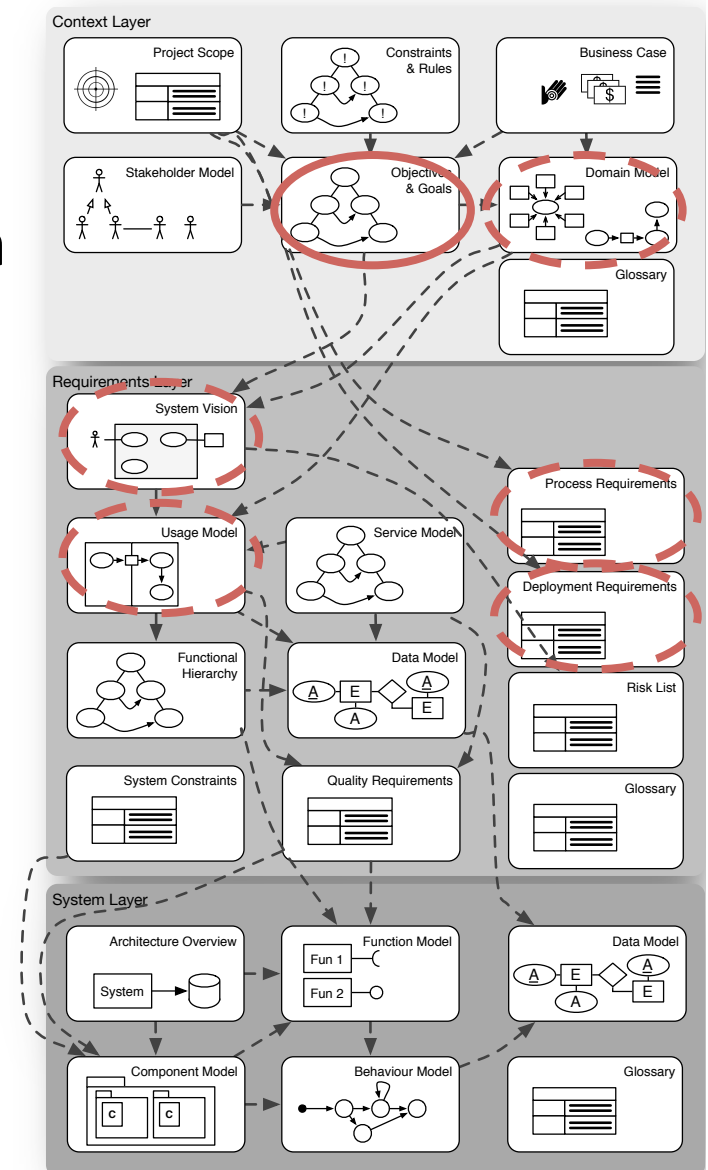 Context Layer
Project Scope
Constraints
& Rules
!
! !
! !
Business Case
$
Stakeholder Model
Objectives
& Goals
Domain Model
Glossary
Requirements Layer
System Vision
Process Requirements
Usage Model
Service Model
Deployment Requirements
Functional
Hierarchy
Data Model
A E A
A E
Risk List
System Constraints
Quality Requirements
Glossary
System Layer
Architecture Overview
System
Function Model
Fun 1
Fun 2
Data Model
A E A
A E
Component Model
C C
Behaviour Model
Glossary